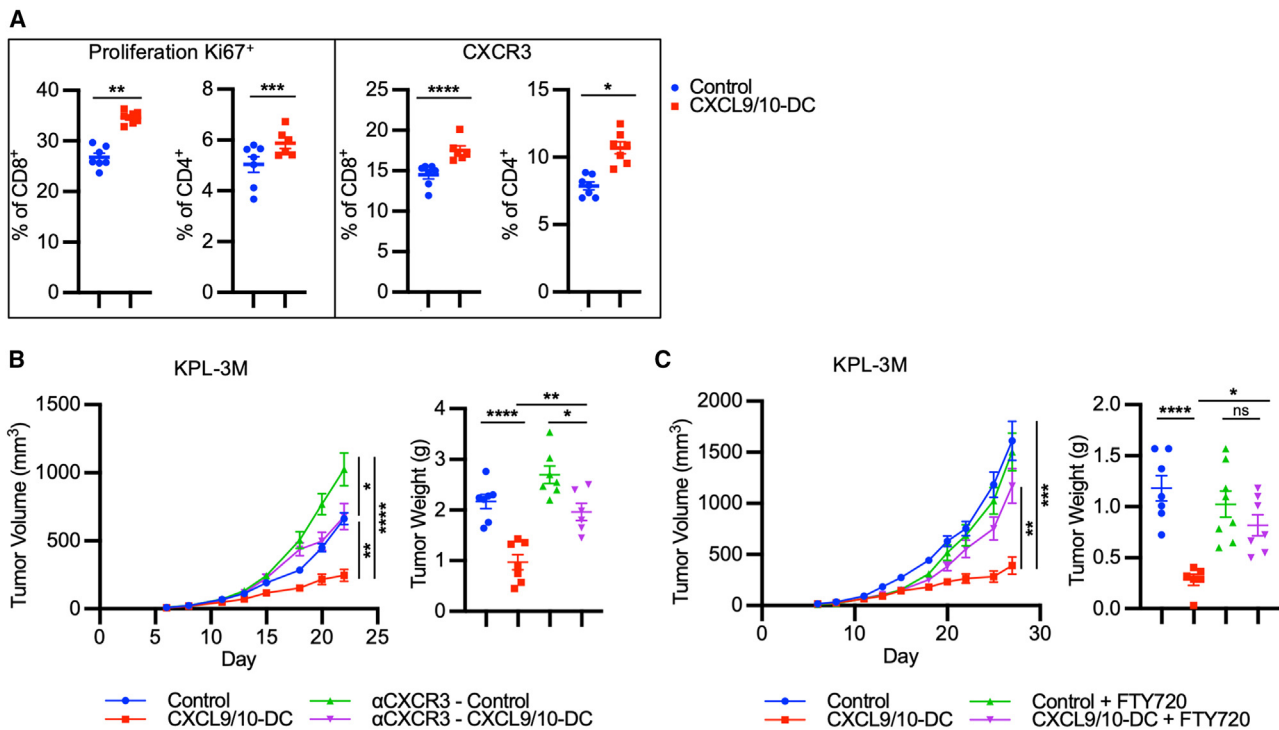 A
Proliferation Ki67⁺
CXCR3
Control
CXCL9/10-DC
% of CD8⁺
40
30
20
10
0
**
% of CD4⁺
8
6
4
2
0
***
% of CD8⁺
25
20
15
10
5
0
****
% of CD4⁺
15
10
5
0
*
B
KPL-3M
Tumor Volume (mm³)
1500
1000
500
0
0 5 10 15 20 25
Day
*
**
****
Tumor Weight (g)
4
3
2
1
0
**
**** *
Control
CXCL9/10-DC
αCXCR3 - Control
αCXCR3 - CXCL9/10-DC
C
KPL-3M
Tumor Volume (mm³)
2000
1500
1000
500
0
0 10 20 30
Day
**
***
Tumor Weight (g)
2.0
1.5
1.0
0.5
0.0
*
**** ns
Control
CXCL9/10-DC
Control + FTY720
CXCL9/10-DC + FTY720